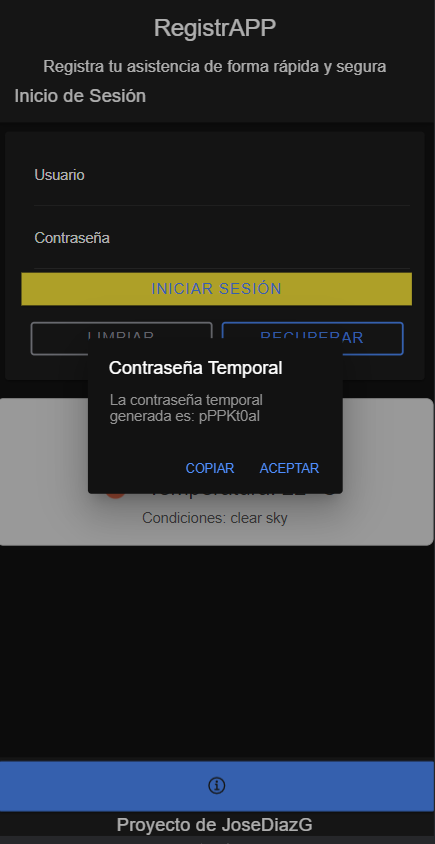 RegistrAPP
Registra tu asistencia de forma rápida y segura
Inicio de Sesión
Usuario
Contraseña
INICIAR SESIÓN
LIMPIAR
RECUPERAR
Contraseña Temporal
La contraseña temporal
generada es: pPPKt0al
COPIAR
ACEPTAR
Condiciones: clear sky
Proyecto de JoseDiazG